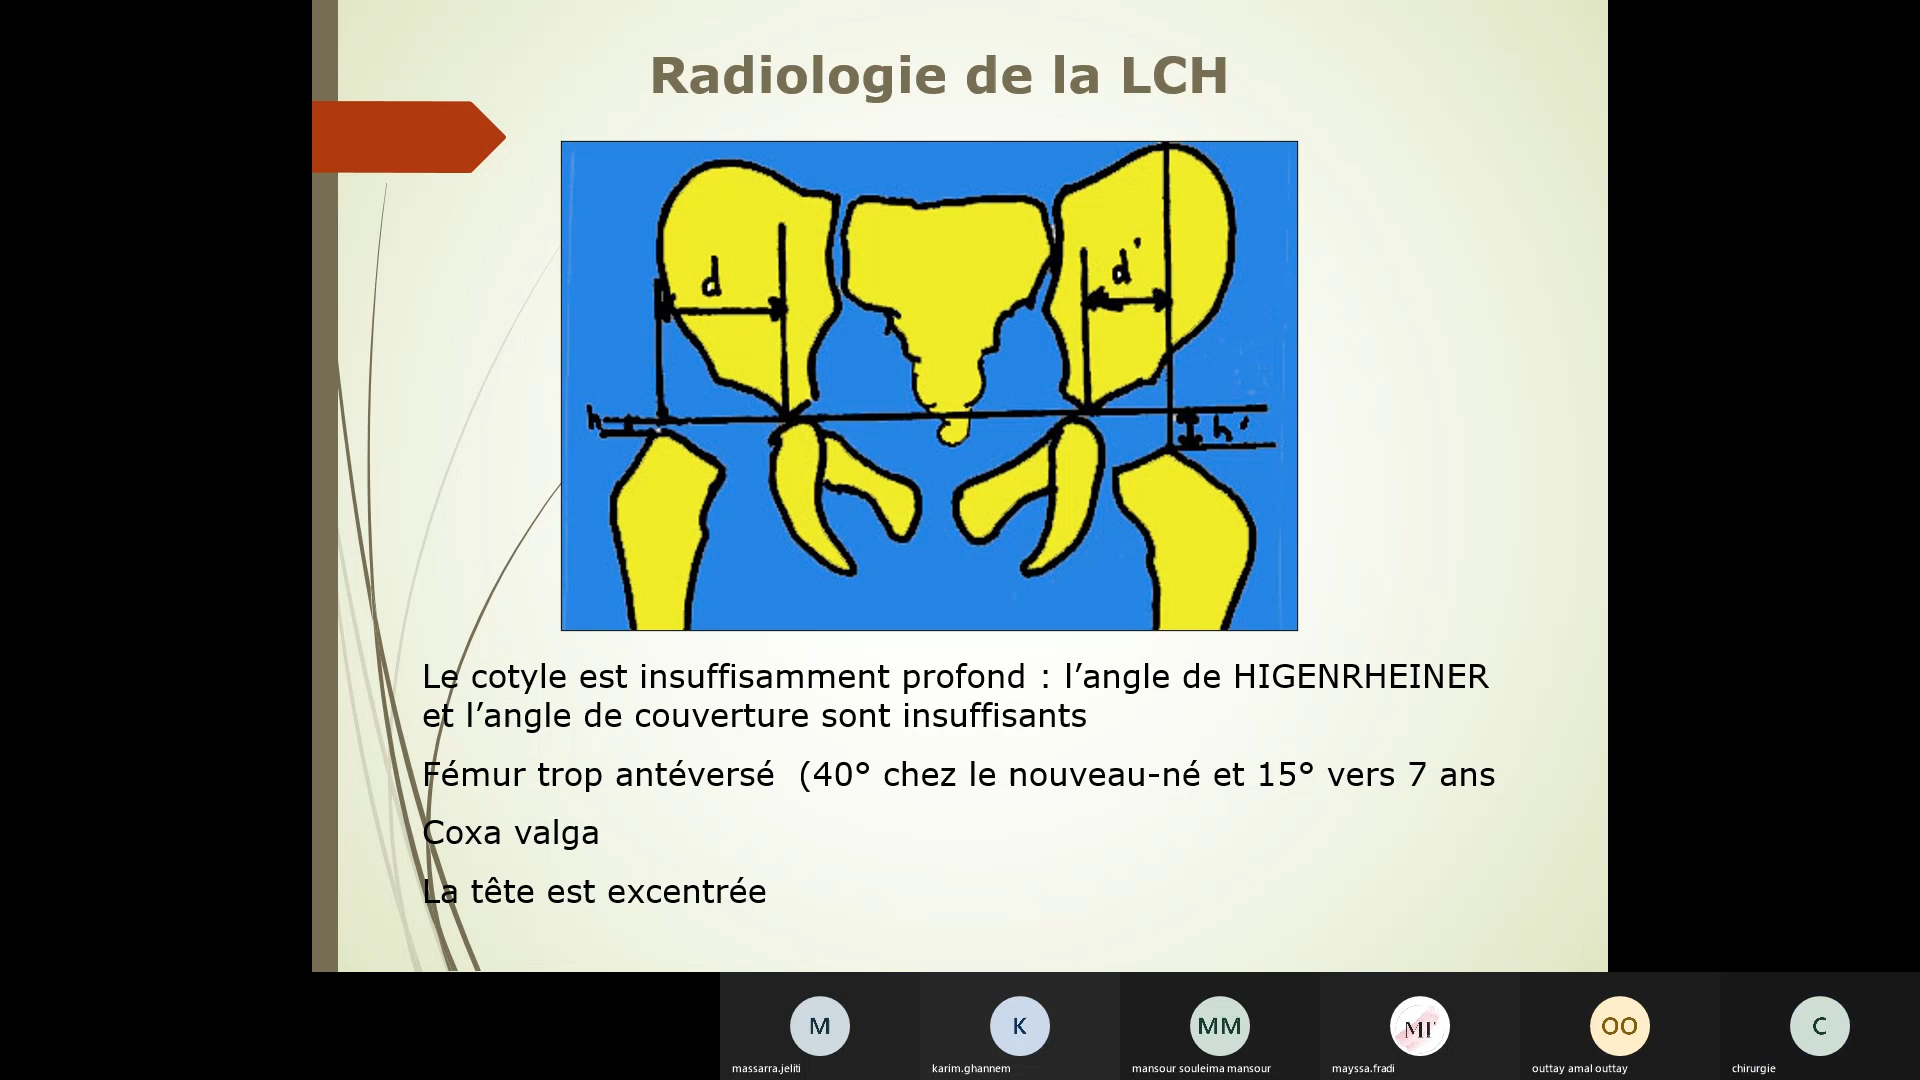 Radiologie de la LCH
d
d'
h
h'
Le cotyle est insuffisamment profond : l’angle de HIGENRHEINER
et l’angle de couverture sont insuffisants
Fémur trop antéversé (40° chez le nouveau-né et 15° vers 7 ans
Coxa valga
La tête est excentrée
M
K
MM
MF
OO
C
massarra.jeliti
karim.ghannem
mansour souleima mansour
mayssa.fradi
outtay amal outtay
chirurgie